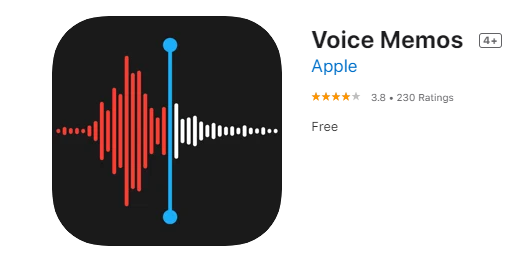 Voice Memos 4+
Apple
3.8 • 230 Ratings
Free